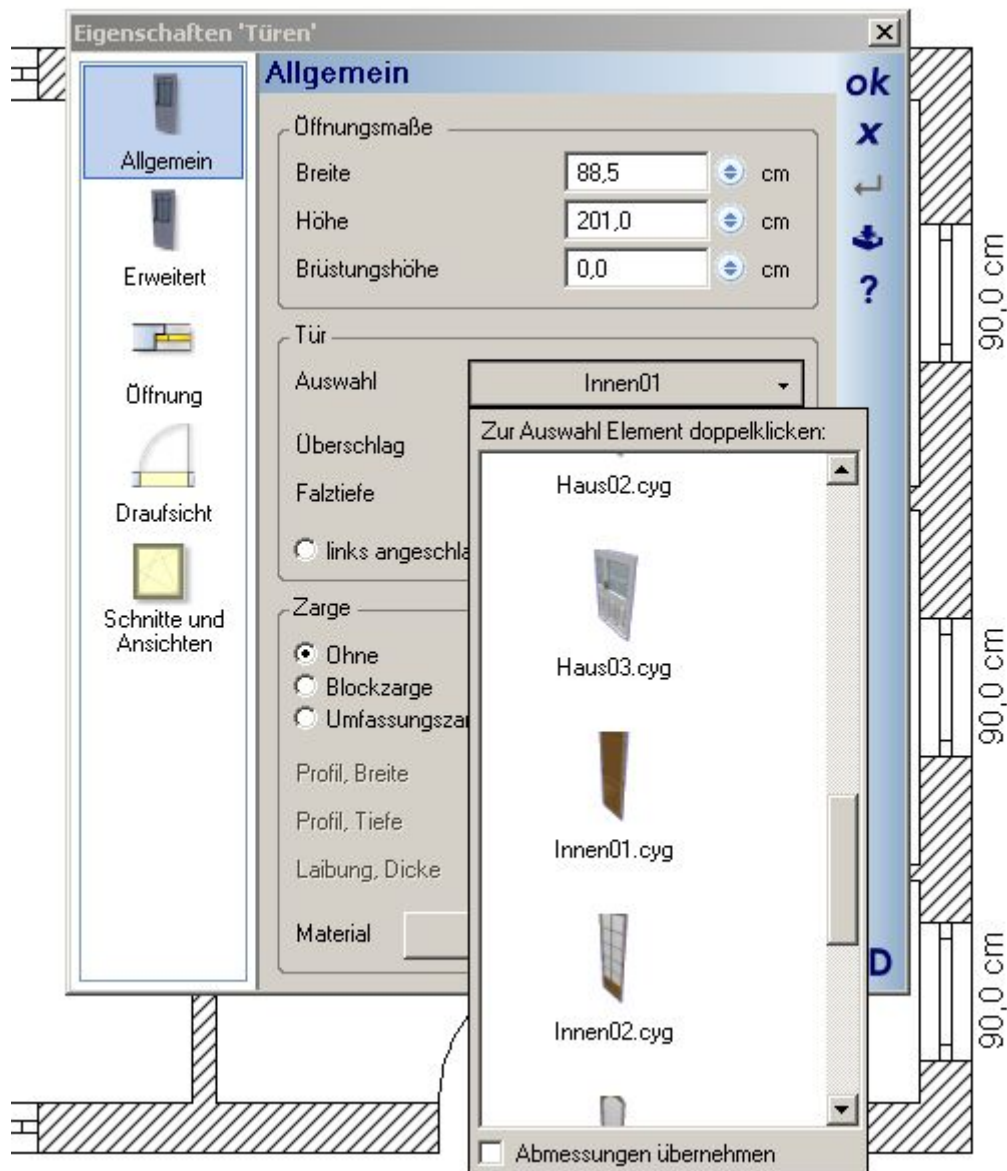 Eigenschaften 'Türen'
Allgemein
Erweitert
Öffnung
Draufsicht
Schnitte und
Ansichten
Allgemein
Öffnungsmaße
Breite 88,5 cm
Höhe 201,0 cm
Brüstungshöhe 0,0 cm
Tür
Auswahl Innen01
Überschlag
Falztiefe
links angeschla
Zarge
Ohne
Blockzarge
Umfassungszar
Profil, Breite
Profil, Tiefe
Laibung, Dicke
Material
Zur Auswahl Element doppelklicken:
Haus02.cyg
Haus03.cyg
Innen01.cyg
Innen02.cyg
Abmessungen übernehmen
ok
x
?
D
90,0 cm
90,0 cm
90,0 cm